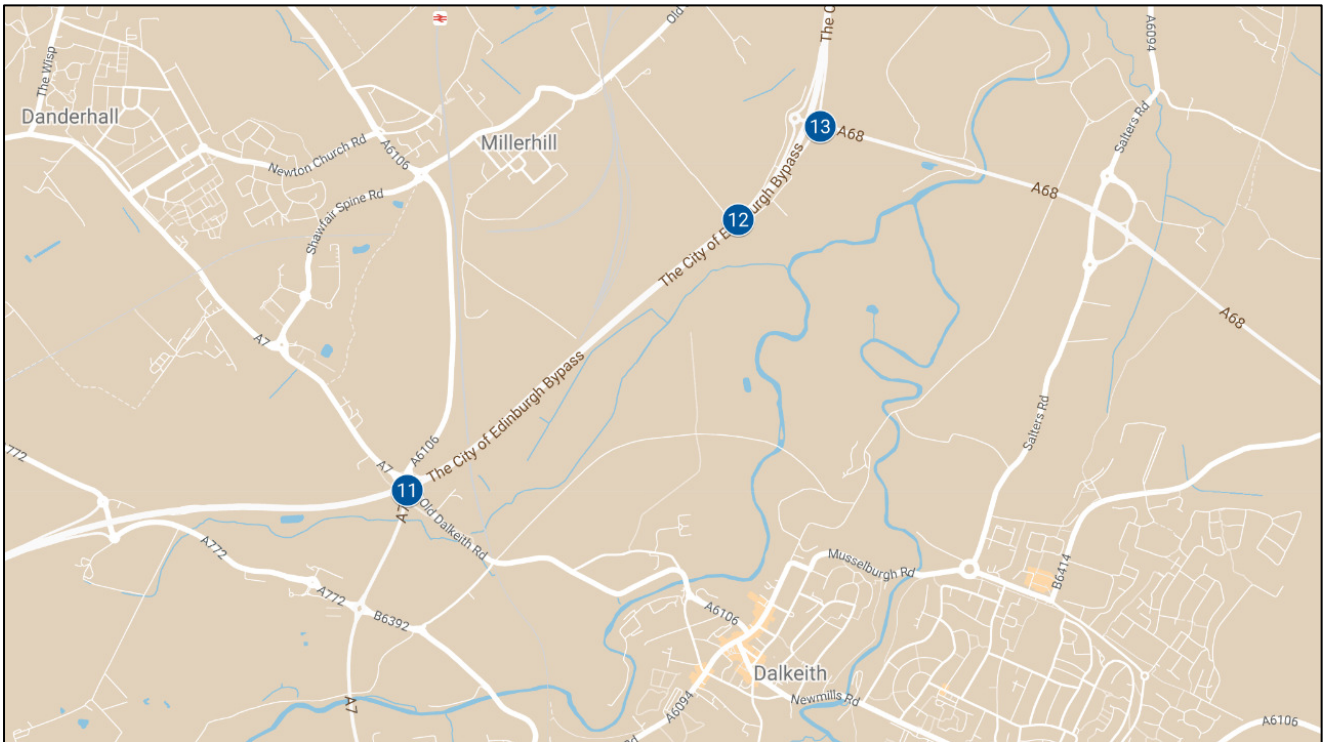 The C
Old
A6094
The Wisp
Danderhall
13
A68
Salters Rd
Newton Church Rd
A6106
Millerhill
A68
Shawfair Spine Rd
12
The City of Edinburgh Bypass
A68
A7
The City of Edinburgh Bypass
Salters Rd
A772
A7
A6106
11
A7
Old Dalkeith Rd
A772
Musselburgh Rd
B6414
A772
B6392
A6106
Dalkeith
Newmills Rd
A7
A6094
Rd
A6106